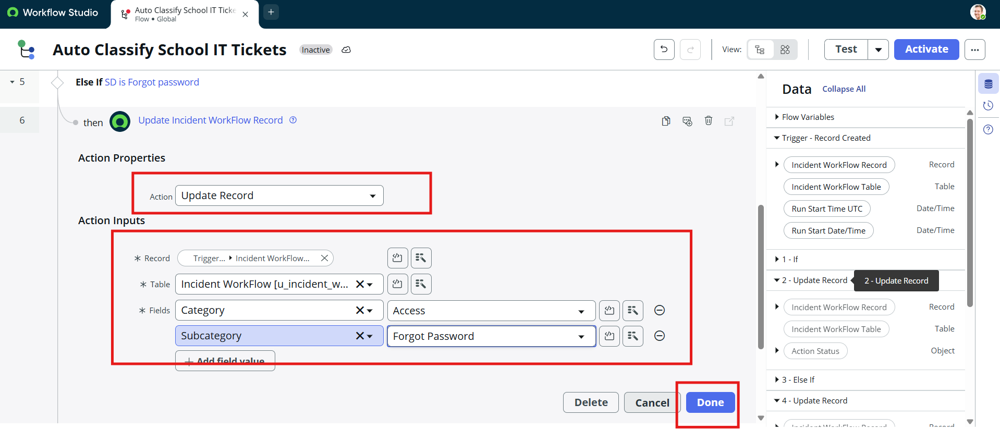 Workflow Studio
Auto Classify School IT Ticke
Flow • Global
Auto Classify School IT Tickets
Inactive
View:
Test
Activate
5
Else If SD is Forgot password
6
then
Update Incident WorkFlow Record
Action Properties
Action
Update Record
Action Inputs
* Record
Trigger... ▸ Incident WorkFlow...
* Table
Incident WorkFlow [u_incident_w...
* Fields
Category
Access
Subcategory
Forgot Password
+ Add field value
Delete
Cancel
Done
Data
Collapse All
Flow Variables
Trigger - Record Created
Incident WorkFlow Record
Record
Incident WorkFlow Table
Table
Run Start Time UTC
Date/Time
Run Start Date/Time
Date/Time
1 - If
2 - Update Record
2 - Update Record
Incident WorkFlow Record
Record
Incident WorkFlow Table
Table
Action Status
Object
3 - Else If
4 - Update Record
Incident WorkFlow Record
Record